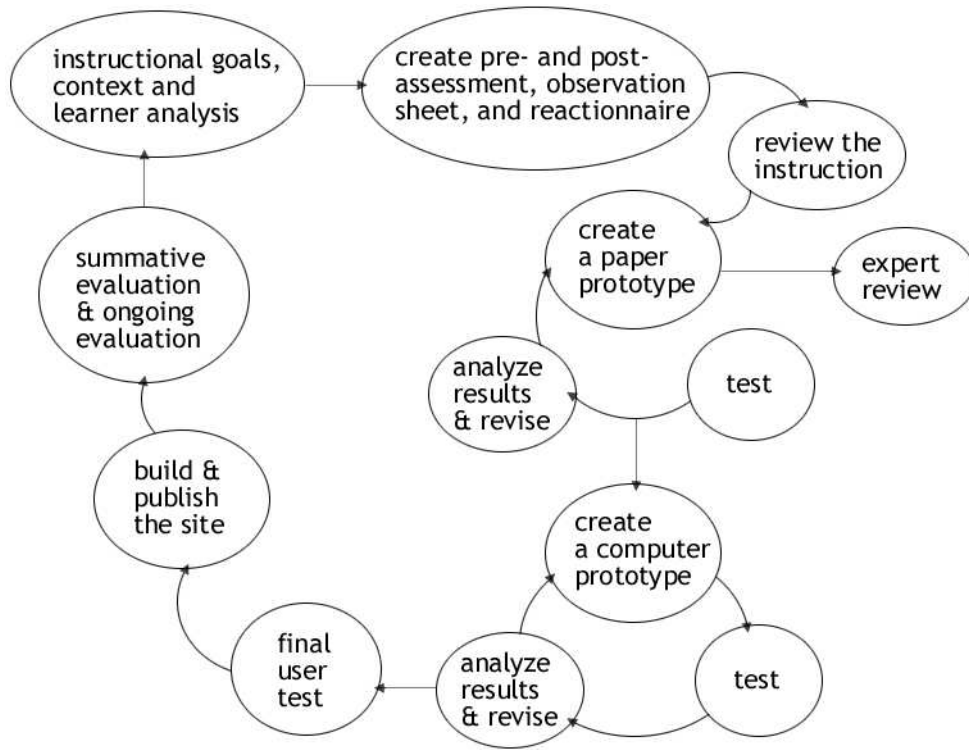 instructional goals,
context and
learner analysis
create pre- and post-
assessment, observation
sheet, and reactionnaire
review the
instruction
create
a paper
prototype
expert
review
analyze
results
& revise
test
create
a computer
prototype
test
analyze
results
& revise
final
user
test
build &
publish
the site
summative
evaluation
& ongoing
evaluation